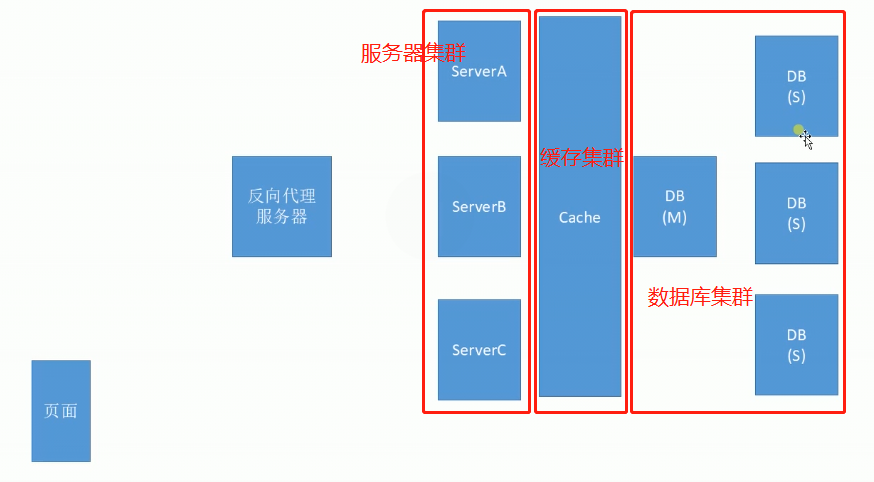 服务器集群
ServerA
DB
(S)
缓存集群
反向代理
服务器
ServerB
Cache
DB
(M)
DB
(S)
数据库集群
ServerC
DB
(S)
页面